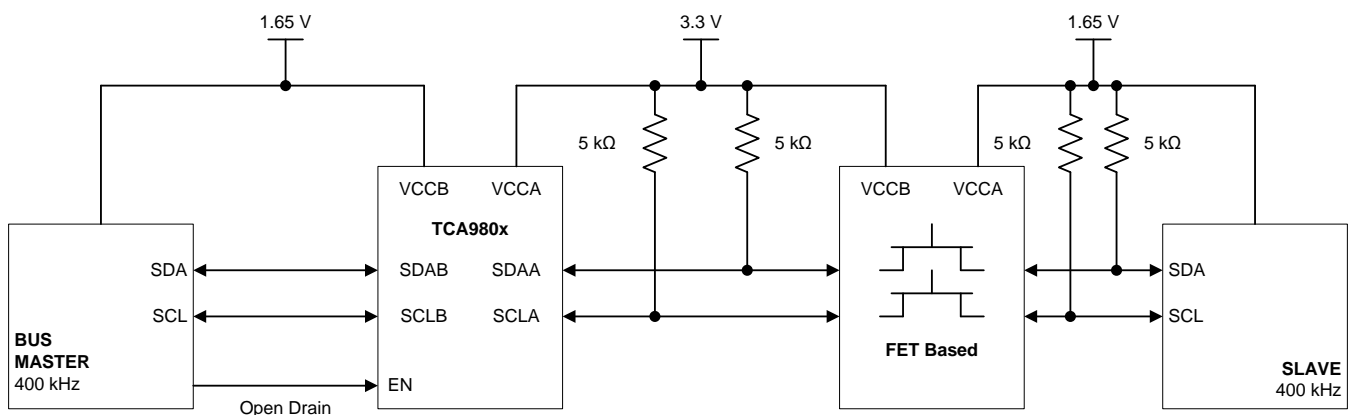 1.65 V
3.3 V
1.65 V
5 kΩ
5 kΩ
5 kΩ
5 kΩ
VCCB
VCCA
TCA980x
SDAB
SDAA
SCLB
SCLA
EN
VCCB
VCCA
FET Based
SDA
SCL
BUS
MASTER
400 kHz
Open Drain
SDA
SCL
SLAVE
400 kHz